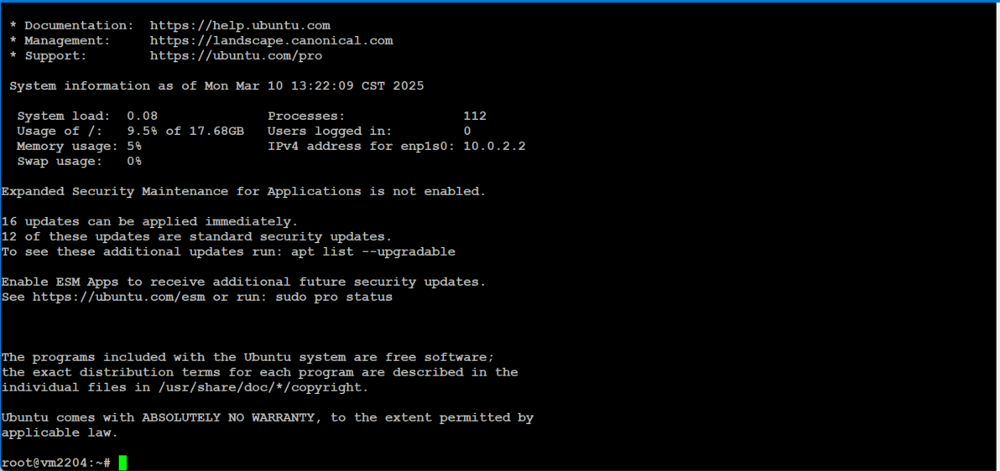 * Documentation:  https://help.ubuntu.com
* Management:     https://landscape.canonical.com
* Support:        https://ubuntu.com/pro
System information as of Mon Mar 10 13:22:09 CST 2025
System load:  0.08              Processes:               112
Usage of /:   9.5% of 17.68GB   Users logged in:         0
Memory usage: 5%                IPv4 address for enp1s0: 10.0.2.2
Swap usage:   0%
Expanded Security Maintenance for Applications is not enabled.
16 updates can be applied immediately.
12 of these updates are standard security updates.
To see these additional updates run: apt list --upgradable
Enable ESM Apps to receive additional future security updates.
See https://ubuntu.com/esm or run: sudo pro status
The programs included with the Ubuntu system are free software;
the exact distribution terms for each program are described in the
individual files in /usr/share/doc/*/copyright.
Ubuntu comes with ABSOLUTELY NO WARRANTY, to the extent permitted by
applicable law.
root@vm2204:~#